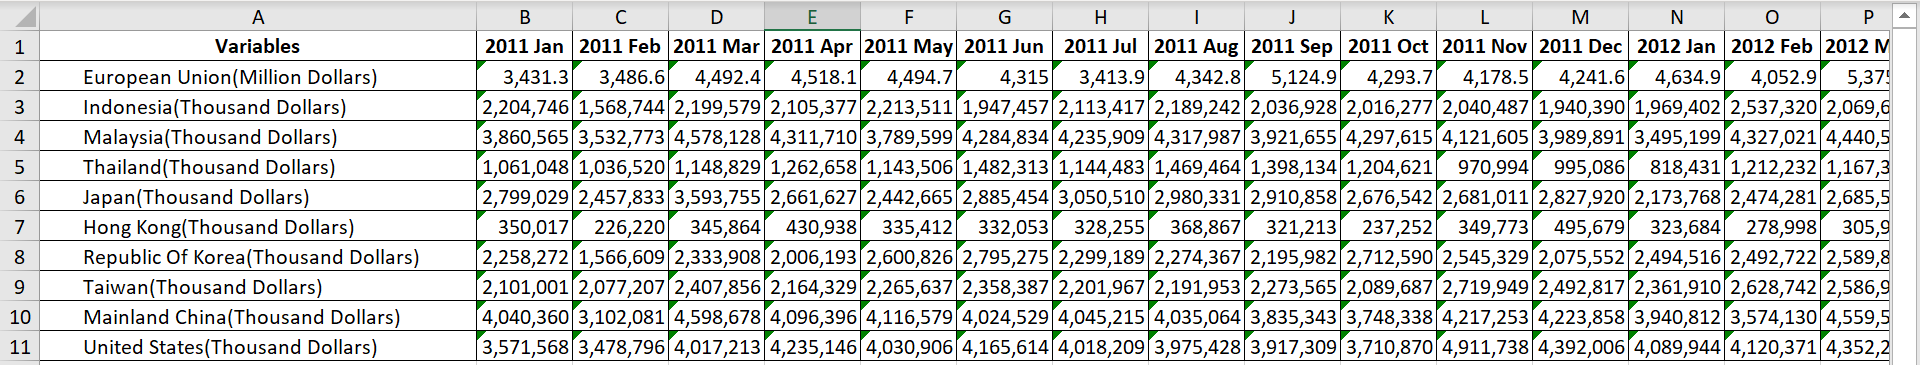 A B C D E F G H I J K L M N O P
1 Variables 2011 Jan 2011 Feb 2011 Mar 2011 Apr 2011 May 2011 Jun 2011 Jul 2011 Aug 2011 Sep 2011 Oct 2011 Nov 2011 Dec 2012 Jan 2012 Feb 2012 M
2 European Union(Million Dollars) 3,431.3 3,486.6 4,492.4 4,518.1 4,494.7 4,315 3,413.9 4,342.8 5,124.9 4,293.7 4,178.5 4,241.6 4,634.9 4,052.9 5,375
3 Indonesia(Thousand Dollars) 2,204,746 1,568,744 2,199,579 2,105,377 2,213,511 1,947,457 2,113,417 2,189,242 2,036,928 2,016,277 2,040,487 1,940,390 1,969,402 2,537,320 2,069,6
4 Malaysia(Thousand Dollars) 3,860,565 3,532,773 4,578,128 4,311,710 3,789,599 4,284,834 4,235,909 4,317,987 3,921,655 4,297,615 4,121,605 3,989,891 3,495,199 4,327,021 4,440,5
5 Thailand(Thousand Dollars) 1,061,048 1,036,520 1,148,829 1,262,658 1,143,506 1,482,313 1,144,483 1,469,464 1,398,134 1,204,621 970,994 995,086 818,431 1,212,232 1,167,3
6 Japan(Thousand Dollars) 2,799,029 2,457,833 3,593,755 2,661,627 2,442,665 2,885,454 3,050,510 2,980,331 2,910,858 2,676,542 2,681,011 2,827,920 2,173,768 2,474,281 2,685,5
7 Hong Kong(Thousand Dollars) 350,017 226,220 345,864 430,938 335,412 332,053 328,255 368,867 321,213 237,252 349,773 495,679 323,684 278,998 305,9
8 Republic Of Korea(Thousand Dollars) 2,258,272 1,566,609 2,333,908 2,006,193 2,600,826 2,795,275 2,299,189 2,274,367 2,195,982 2,712,590 2,545,329 2,075,552 2,494,516 2,492,722 2,589,8
9 Taiwan(Thousand Dollars) 2,101,001 2,077,207 2,407,856 2,164,329 2,265,637 2,358,387 2,201,967 2,191,953 2,273,565 2,089,687 2,719,949 2,492,817 2,361,910 2,628,742 2,586,9
10 Mainland China(Thousand Dollars) 4,040,360 3,102,081 4,598,678 4,096,396 4,116,579 4,024,529 4,045,215 4,035,064 3,835,343 3,748,338 4,217,253 4,223,858 3,940,812 3,574,130 4,559,5
11 United States(Thousand Dollars) 3,571,568 3,478,796 4,017,213 4,235,146 4,030,906 4,165,614 4,018,209 3,975,428 3,917,309 3,710,870 4,911,738 4,392,006 4,089,944 4,120,371 4,352,2